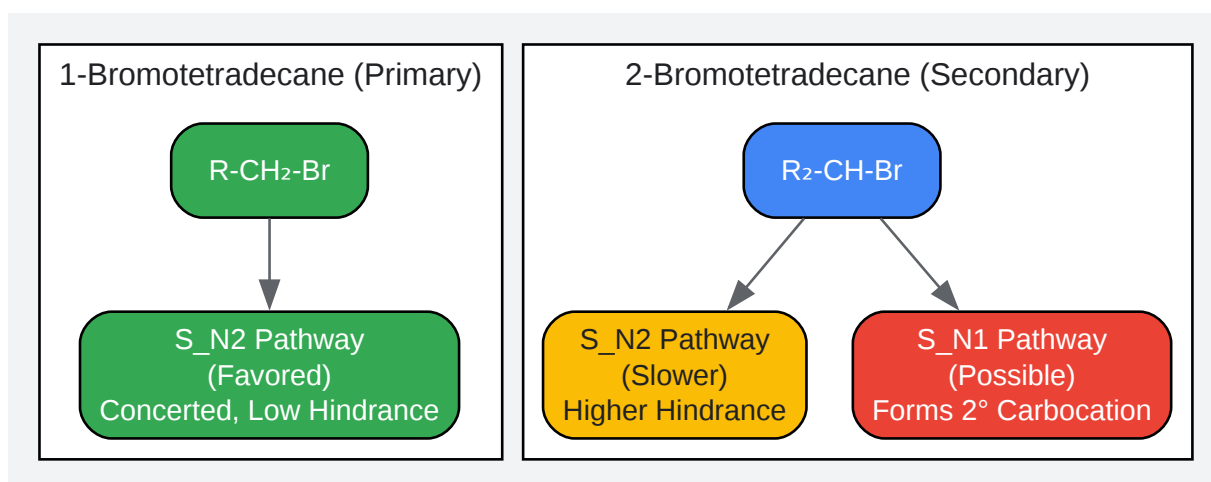 1-Bromotetradecane (Primary)
R-CH₂-Br
S_N2 Pathway
(Favored)
Concerted, Low Hindrance
2-Bromotetradecane (Secondary)
R₂-CH-Br
S_N2 Pathway
(Slower)
Higher Hindrance
S_N1 Pathway
(Possible)
Forms 2° Carbocation